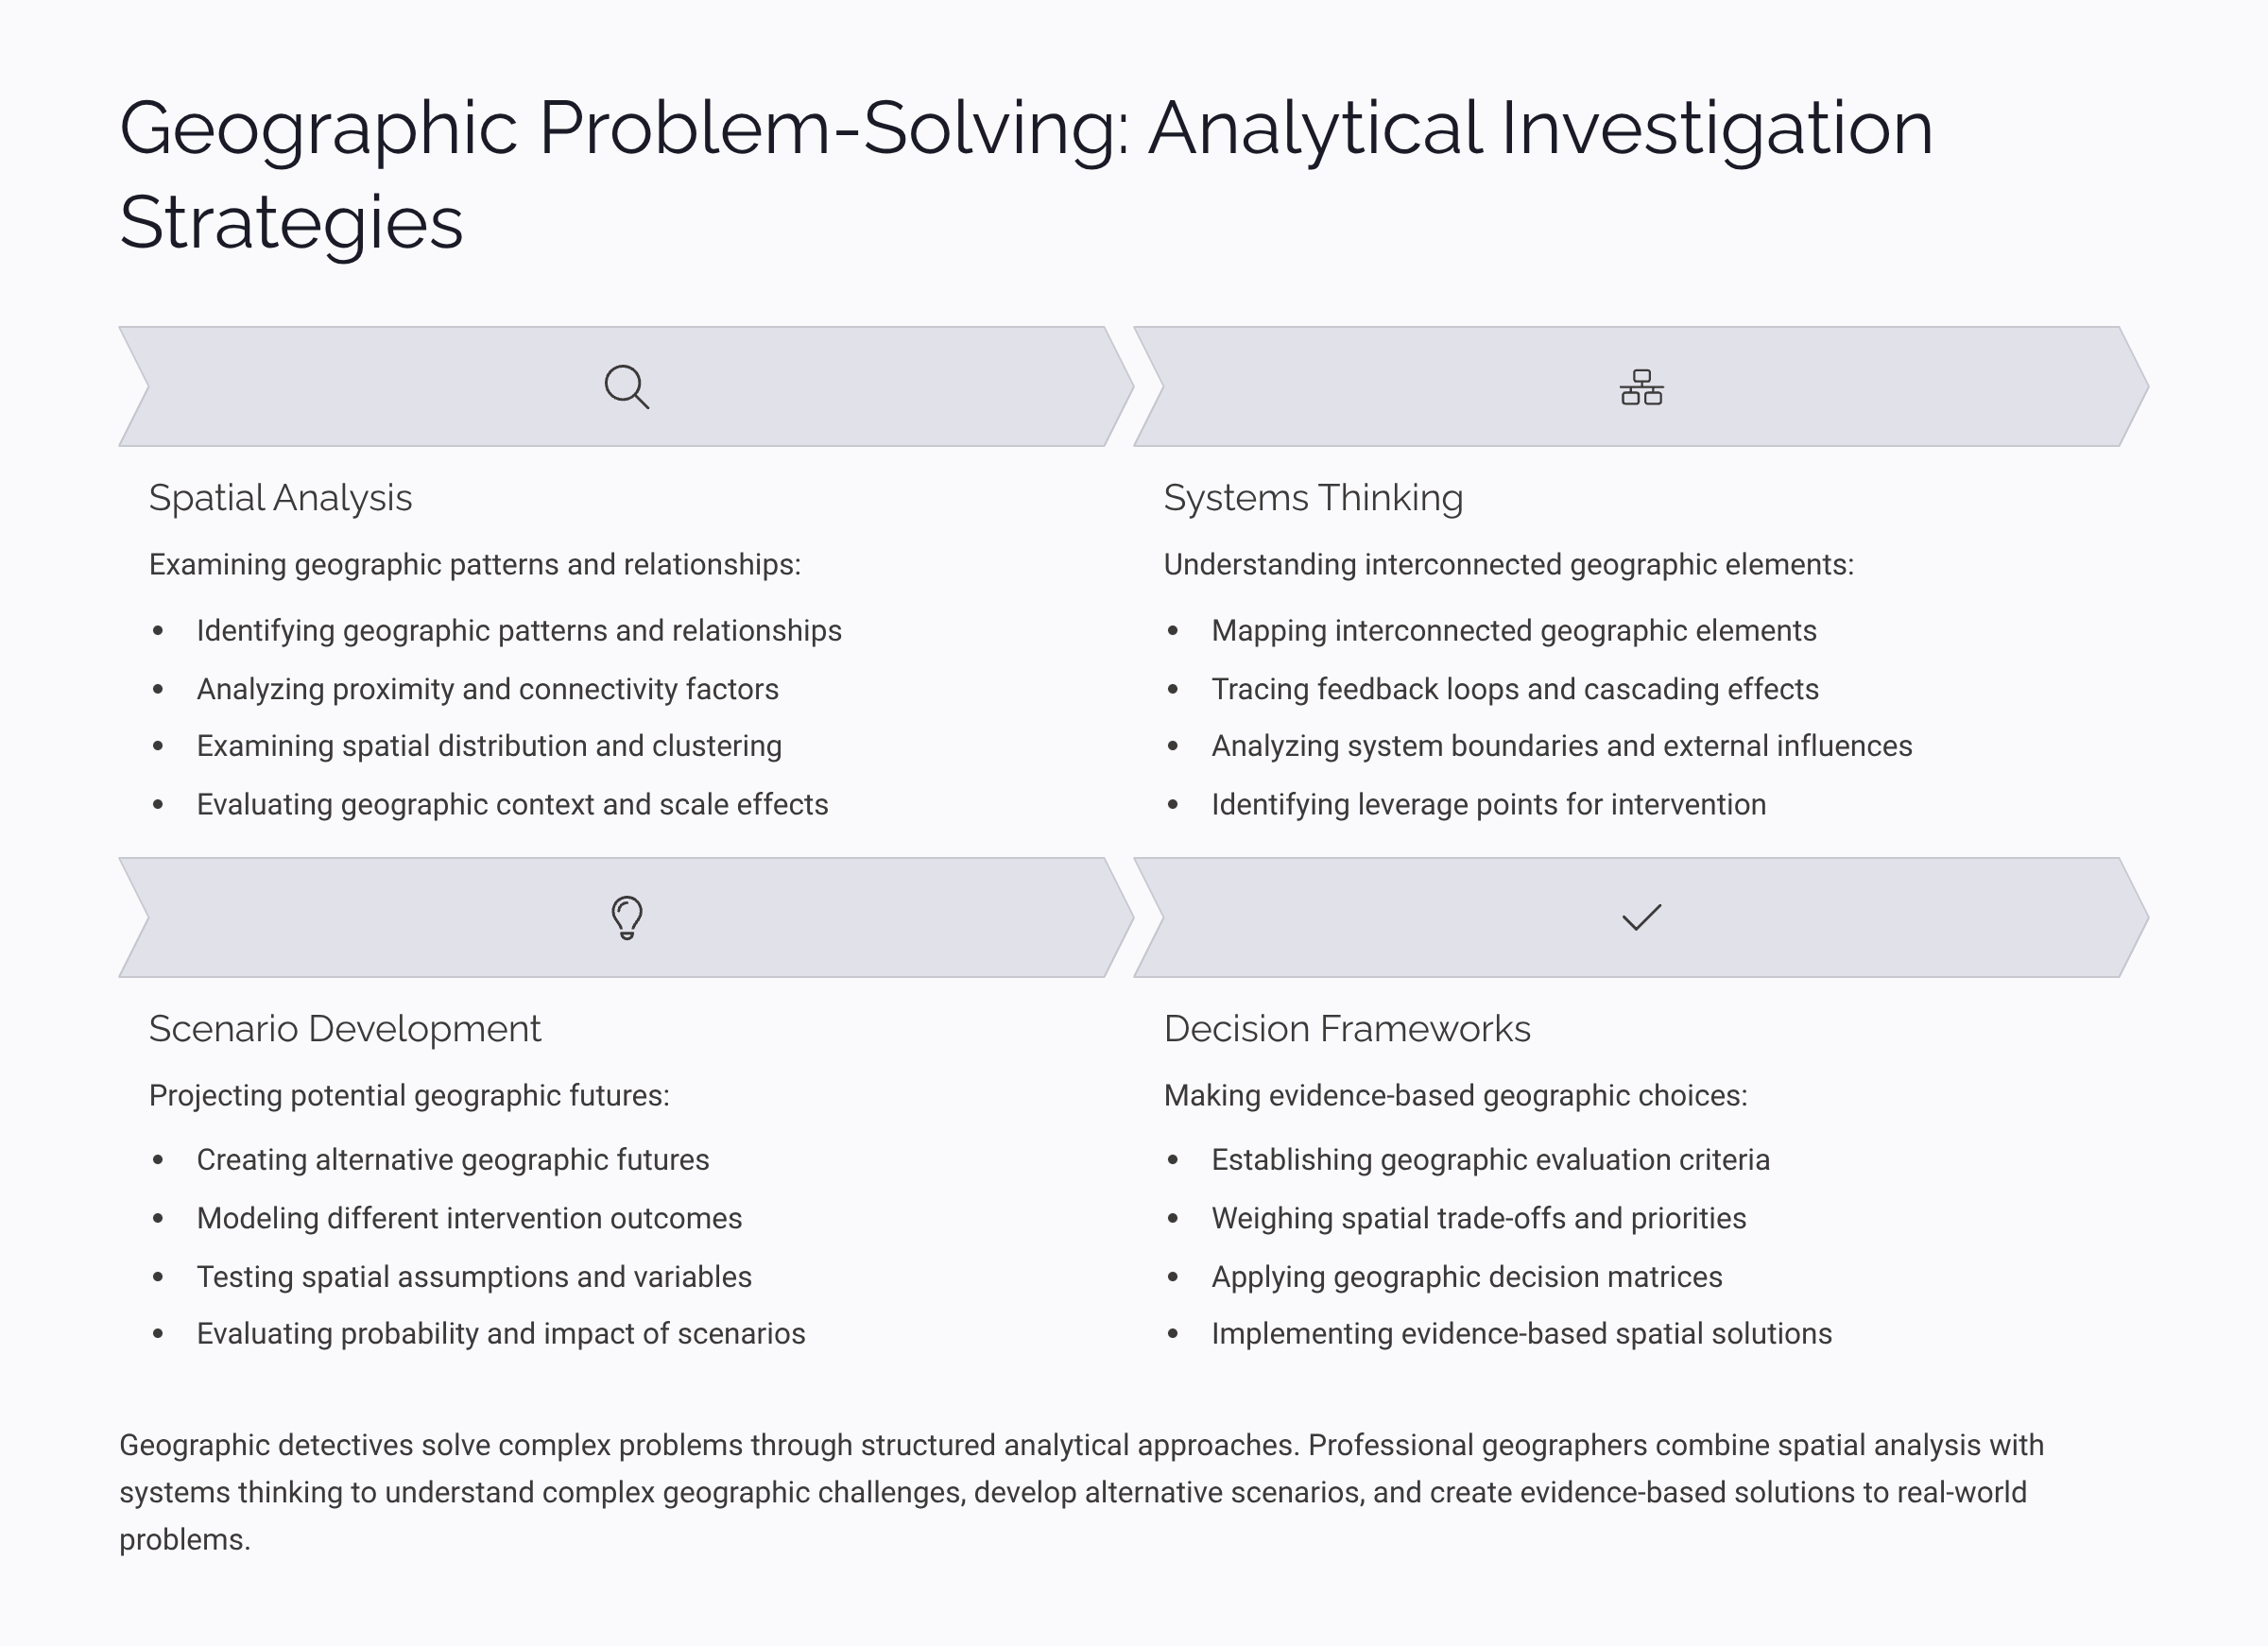 Geographic Problem-Solving: Analytical Investigation
Strategies
Spatial Analysis
Examining geographic patterns and relationships:
• Identifying geographic patterns and relationships
• Analyzing proximity and connectivity factors
• Examining spatial distribution and clustering
• Evaluating geographic context and scale effects
Systems Thinking
Understanding interconnected geographic elements:
• Mapping interconnected geographic elements
• Tracing feedback loops and cascading effects
• Analyzing system boundaries and external influences
• Identifying leverage points for intervention
Scenario Development
Projecting potential geographic futures:
• Creating alternative geographic futures
• Modeling different intervention outcomes
• Testing spatial assumptions and variables
• Evaluating probability and impact of scenarios
Decision Frameworks
Making evidence-based geographic choices:
• Establishing geographic evaluation criteria
• Weighing spatial trade-offs and priorities
• Applying geographic decision matrices
• Implementing evidence-based spatial solutions
Geographic detectives solve complex problems through structured analytical approaches. Professional geographers combine spatial analysis with
systems thinking to understand complex geographic challenges, develop alternative scenarios, and create evidence-based solutions to real-world
problems.